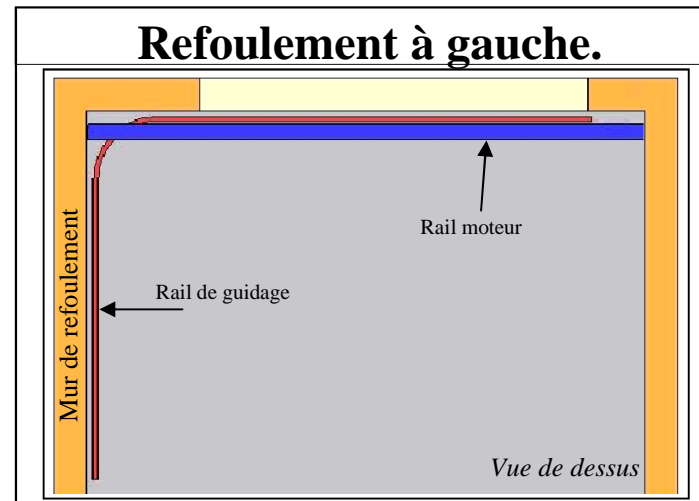 Refoulement à gauche.
Rail moteur
Rail de guidage
Mur de refoulement
Vue de dessus